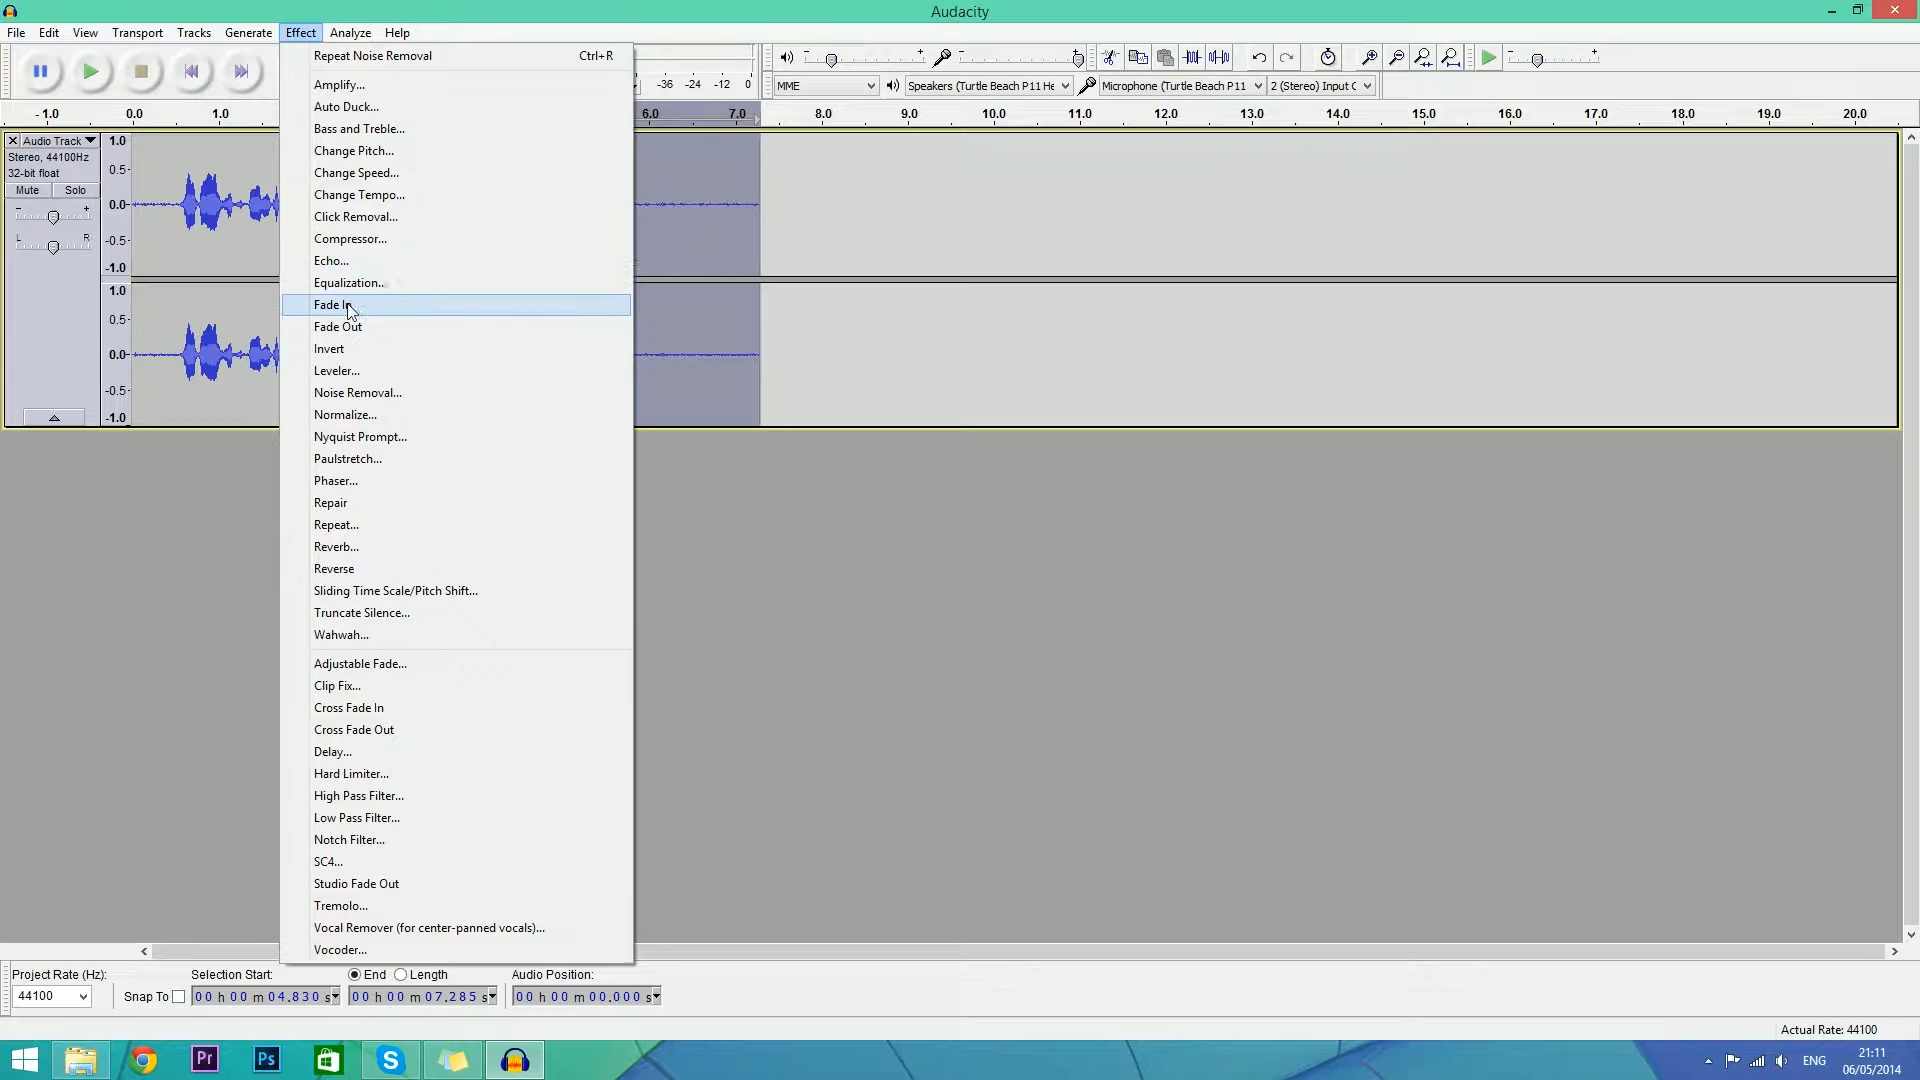 Audacity
File Edit View Transport Tracks Generate Effect Analyze Help
Repeat Noise Removal Ctrl+R
Amplify...
Auto Duck...
Bass and Treble...
Change Pitch...
Change Speed...
Change Tempo...
Click Removal...
Compressor...
Echo...
Equalization...
Fade In
Fade Out
Invert
Leveler...
Noise Removal...
Normalize...
Nyquist Prompt...
Paulstretch...
Phaser...
Repair
Repeat...
Reverb...
Reverse
Sliding Time Scale/Pitch Shift...
Truncate Silence...
Wahwah...
Adjustable Fade...
Clip Fix...
Cross Fade In
Cross Fade Out
Delay...
Hard Limiter...
High Pass Filter...
Low Pass Filter...
Notch Filter...
SC4...
Studio Fade Out
Tremolo...
Vocal Remover (for center-panned vocals)...
Vocoder...
-36 -24 -12 0
MME Speakers (Turtle Beach P11 He Microphone (Turtle Beach P11 2 (Stereo) Input C
-1.0 0.0 1.0 6.0 7.0 8.0 9.0 10.0 11.0 12.0 13.0 14.0 15.0 16.0 17.0 18.0 19.0 20.0
Audio Track
Stereo, 44100Hz
32-bit float
Mute Solo
- +
L R
1.0
0.5
0.0
-0.5
-1.0
1.0
0.5
0.0
-0.5
-1.0
Project Rate (Hz): Selection Start: End Length Audio Position:
44100 Snap To 00 h 00 m 04.830 s 00 h 00 m 07.285 s 00 h 00 m 00.000 s
Actual Rate: 44100
Pr Ps ENG 21:11
06/05/2014